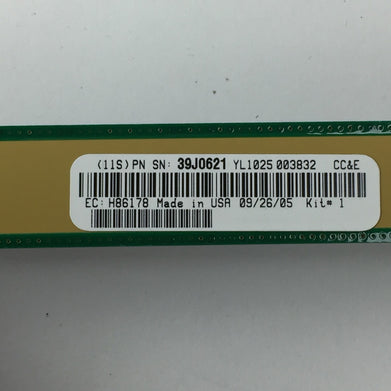 (11S) PN SN: 39J0621 YL1025 003832 CC&E
EC: H86178 Made in USA 09/26/05 Kit# 1